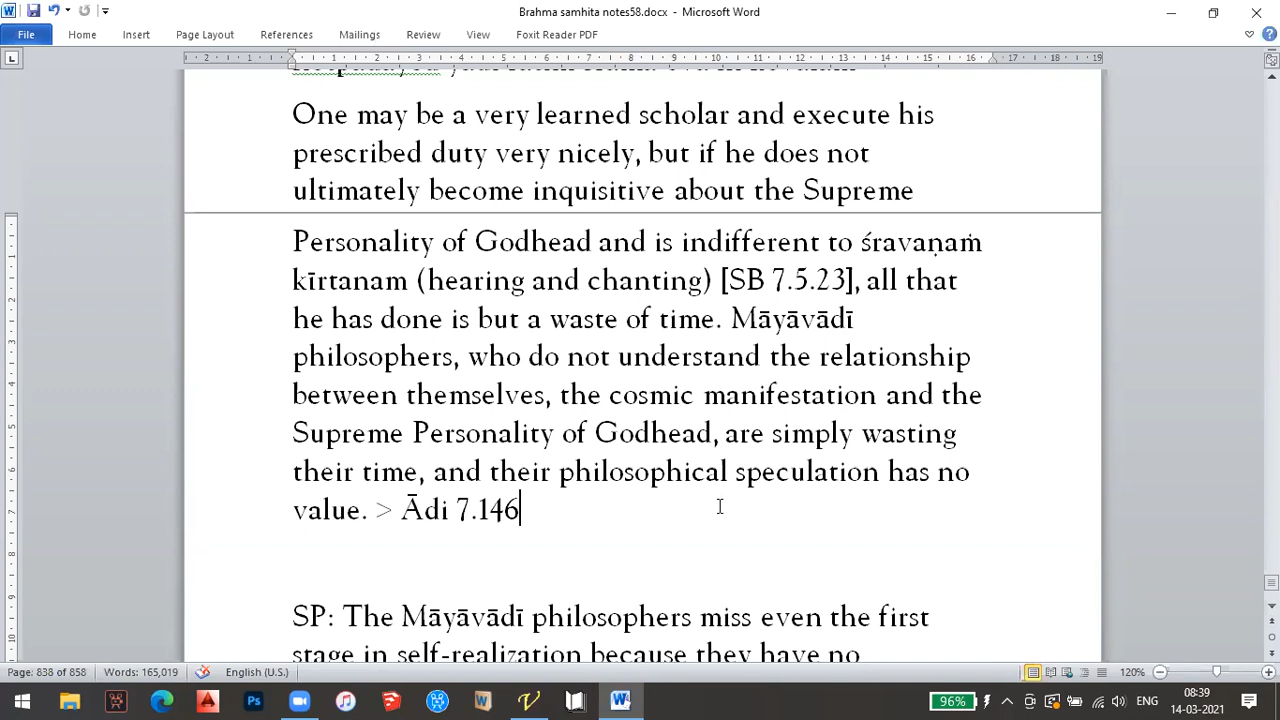 Brahma samhita notes58.docx - Microsoft Word
File Home Insert Page Layout References Mailings Review View Foxit Reader PDF
One may be a very learned scholar and execute his
prescribed duty very nicely, but if he does not
ultimately become inquisitive about the Supreme
Personality of Godhead and is indifferent to śravaṇaṁ
kīrtanam (hearing and chanting) [SB 7.5.23], all that
he has done is but a waste of time. Māyāvādī
philosophers, who do not understand the relationship
between themselves, the cosmic manifestation and the
Supreme Personality of Godhead, are simply wasting
their time, and their philosophical speculation has no
value. > Ādi 7.146
SP: The Māyāvādī philosophers miss even the first
stage in self-realization because they have no
Page: 838 of 858 Words: 165,019 English (U.S.) 120%
96% ENG 08:39
14-03-2021